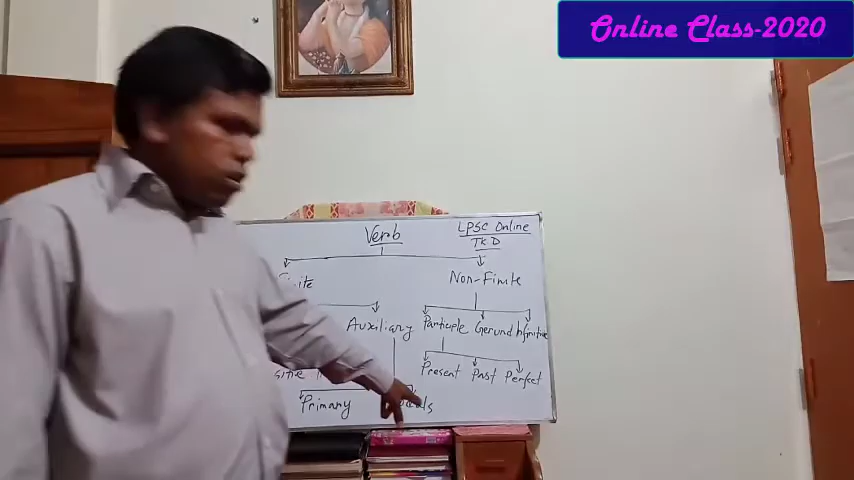 Online Class-2020
Verb
LPSC Online
TKD
Non-Finite
Auxiliary
Participle Gerund Infinitive
Present Past Perfect
Primary